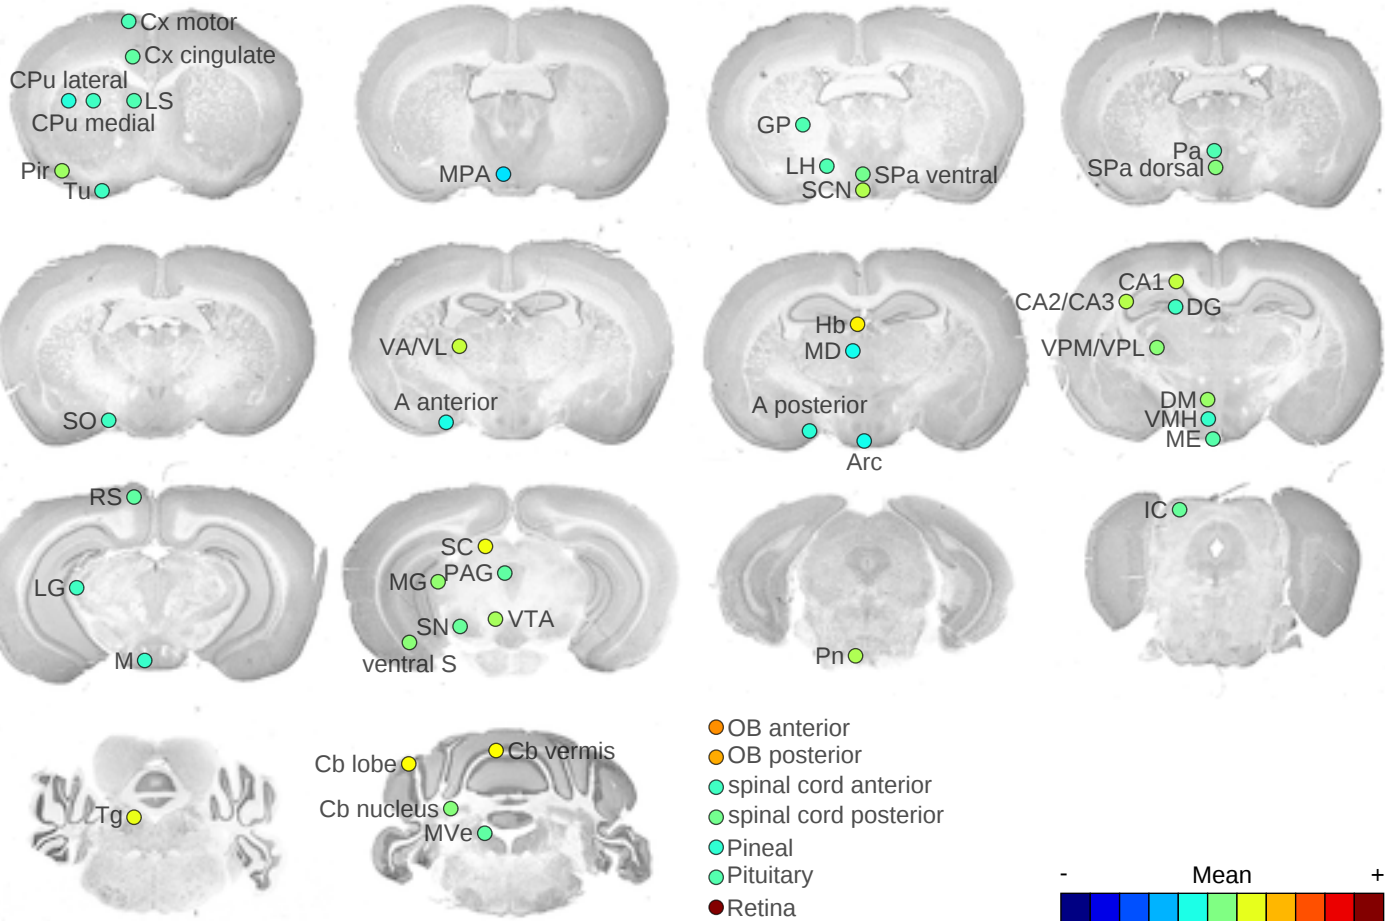 Cx motor
Cx cingulate
CPu lateral
LS
CPu medial
Pir
Tu
MPA
GP
LH
SPa ventral
SCN
Pa
SPa dorsal
SO
VA/VL
A anterior
Hb
MD
A posterior
Arc
CA1
CA2/CA3
DG
VPM/VPL
DM
VMH
ME
RS
LG
M
SC
MG
PAG
SN
VTA
ventral S
Pn
IC
Tg
Cb lobe
Cb vermis
Cb nucleus
MVe
OB anterior
OB posterior
spinal cord anterior
spinal cord posterior
Pineal
Pituitary
Retina
- Mean +